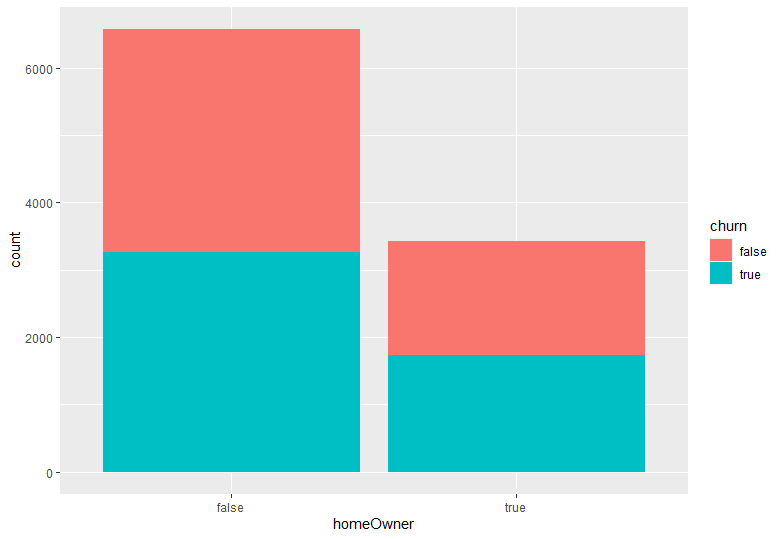 6000
4000
2000
0
count
false
true
homeOwner
churn
false
true